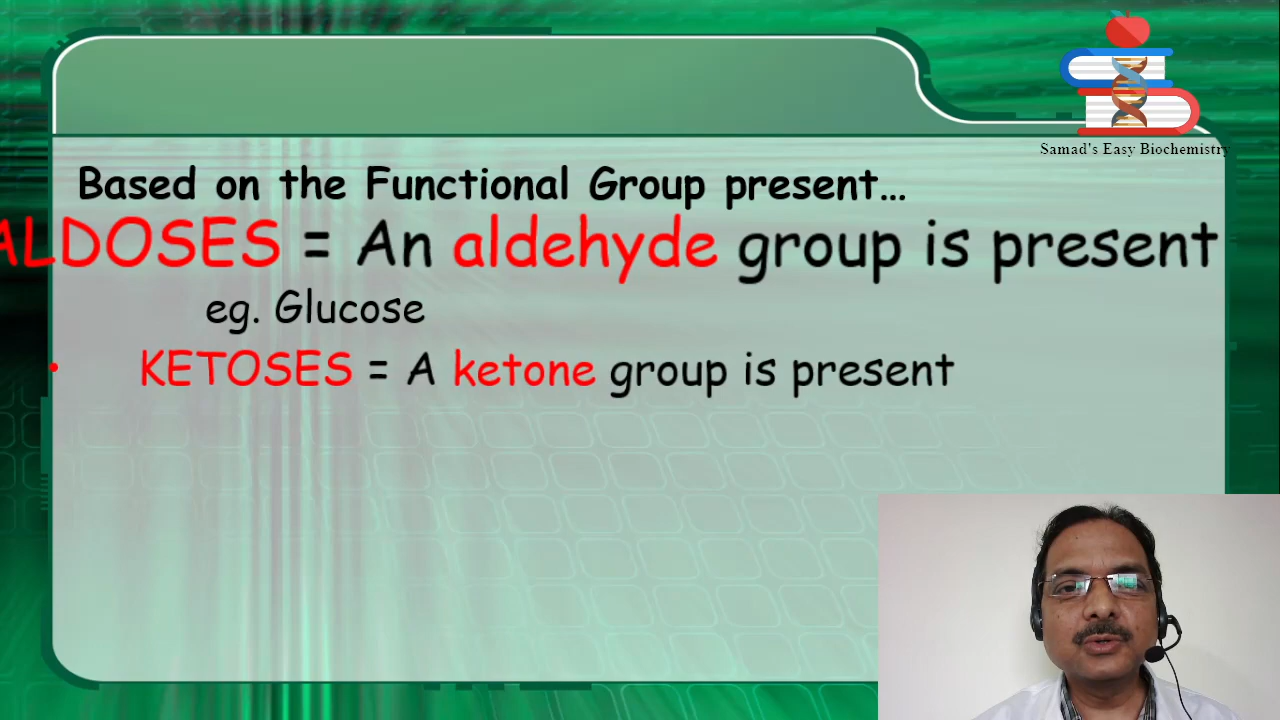 Samad's Easy Biochemistry
Based on the Functional Group present...
ALDOSES = An aldehyde group is present
eg. Glucose
• KETOSES = A ketone group is present